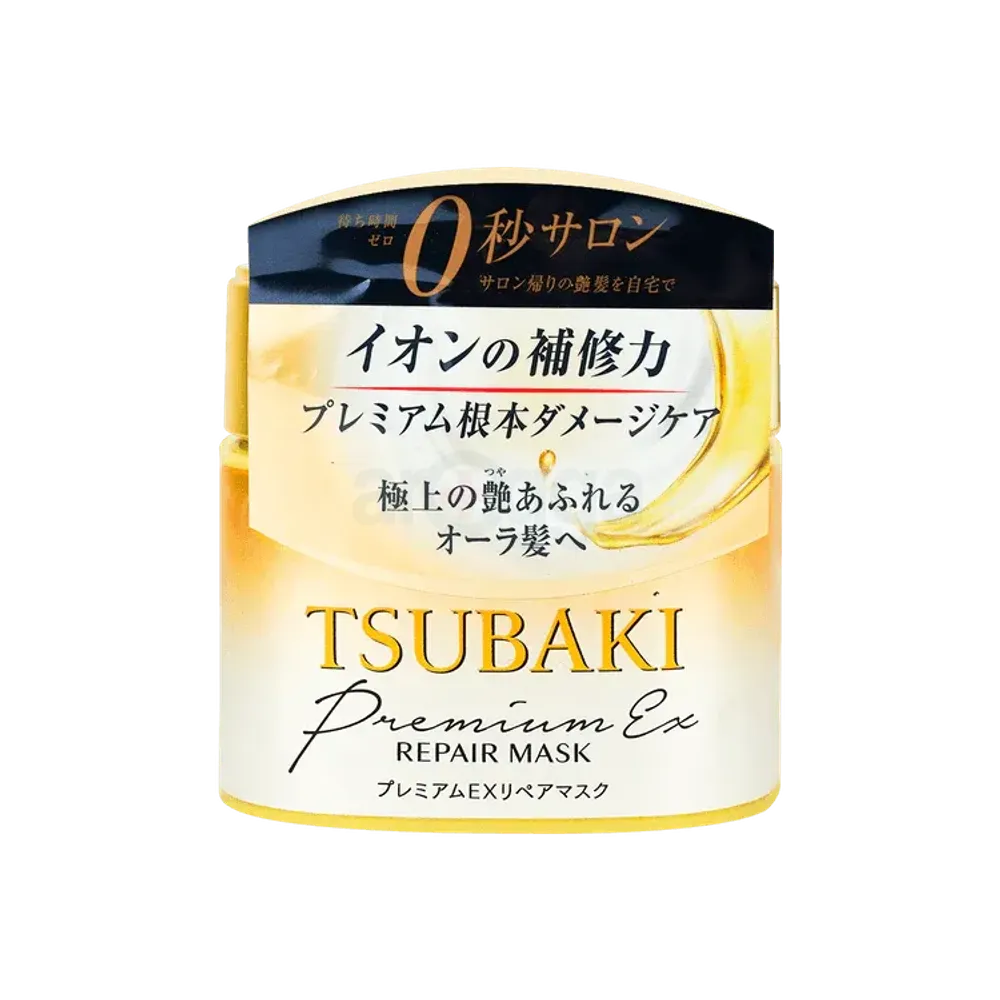 待ち時間
ゼロ
0秒サロン
サロン帰りの艶髪を自宅で
イオンの補修力
プレミアム根本ダメージケア
つや
極上の艶あふれる
オーラ髪へ
TSUBAKI
Premium Ex
REPAIR MASK
プレミアムEXリペアマスク